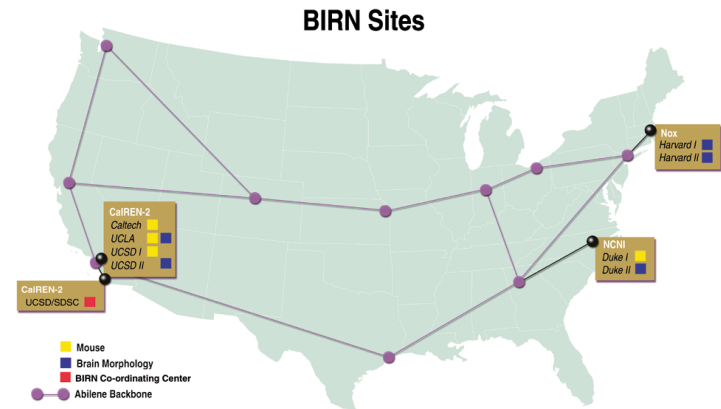 BIRN Sites
Nox
Harvard I
Harvard II
CalREN-2
Caltech
UCLA
UCSD I
UCSD II
NCNI
Duke I
Duke II
CalREN-2
UCSD/SDSC
Mouse
Brain Morphology
BIRN Co-ordinating Center
Abilene Backbone